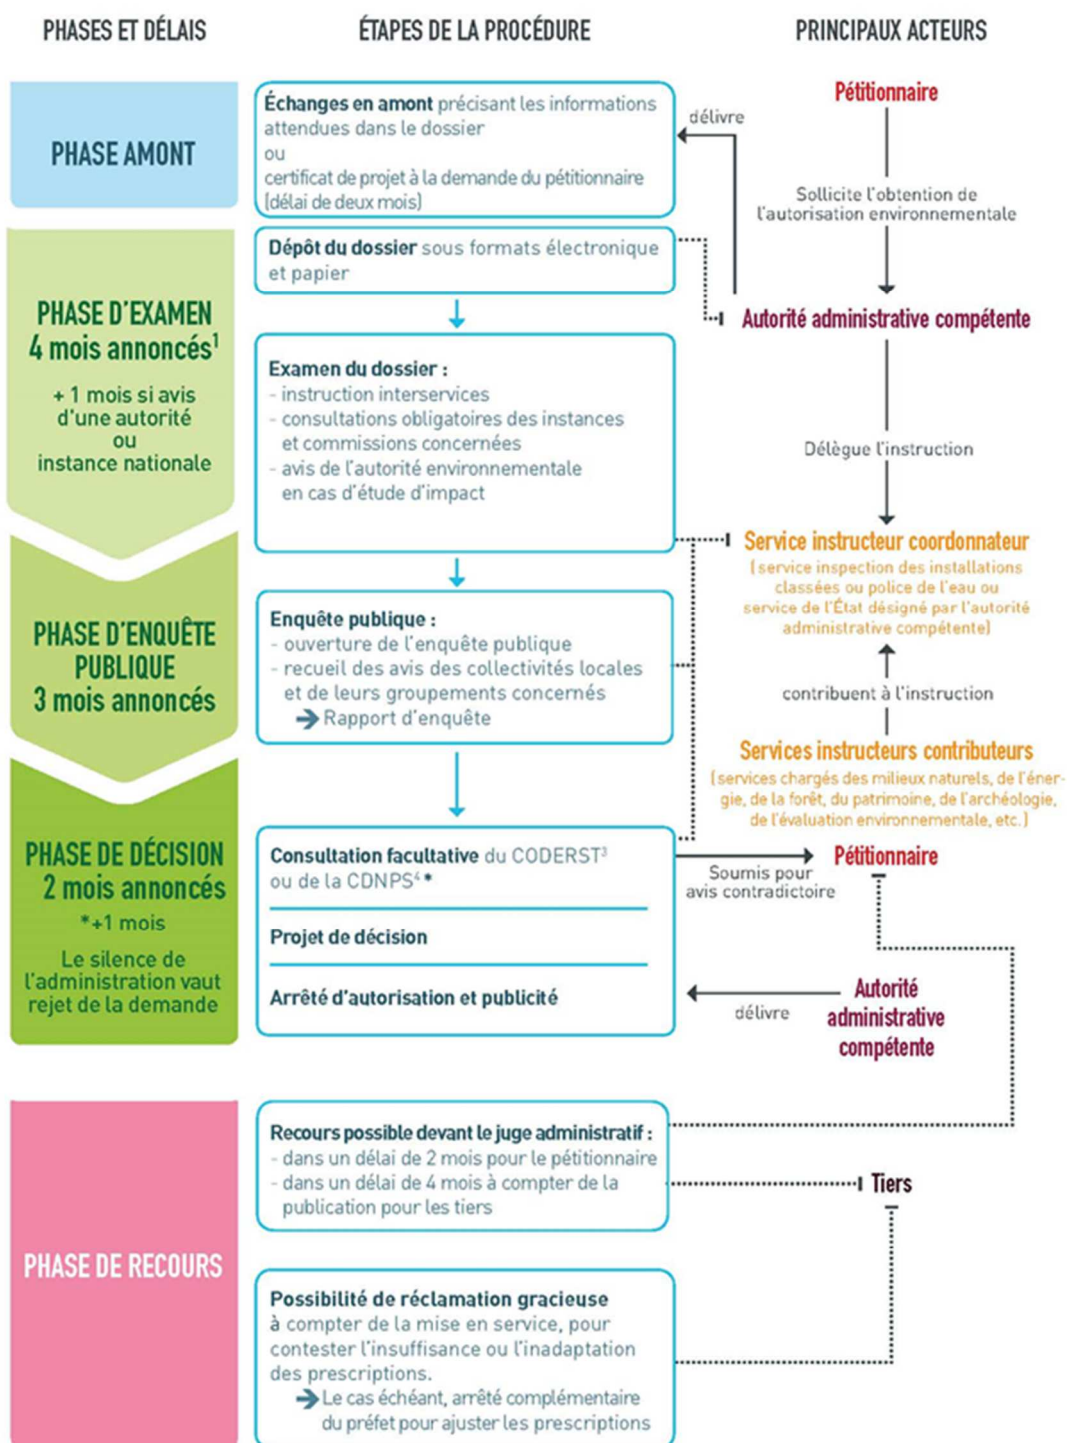 PHASES ET DÉLAIS
ÉTAPES DE LA PROCÉDURE
PRINCIPAUX ACTEURS
PHASE AMONT
Échanges en amont précisant les informations
attendues dans le dossier
ou
certificat de projet à la demande du pétitionnaire
(délai de deux mois)
délivre
Pétitionnaire
Sollicite l'obtention de
l'autorisation environnementale
PHASE D'EXAMEN
4 mois annoncés¹
+ 1 mois si avis
d'une autorité
ou
instance nationale
Dépôt du dossier sous formats électronique
et papier
Autorité administrative compétente
Examen du dossier :
- instruction interservices
- consultations obligatoires des instances
et commissions concernées
- avis de l'autorité environnementale
en cas d'étude d'impact
Délègue l'instruction
Service instructeur coordonnateur
(service inspection des installations
classées ou police de l'eau ou
service de l'État désigné par l'autorité
administrative compétente)
PHASE D'ENQUÊTE
PUBLIQUE
3 mois annoncés
Enquête publique :
- ouverture de l'enquête publique
- recueil des avis des collectivités locales
et de leurs groupements concernés
➔ Rapport d'enquête
contribuent à l'instruction
Services instructeurs contributeurs
(services chargés des milieux naturels, de l'éner-
gie, de la forêt, du patrimoine, de l'archéologie,
de l'évaluation environnementale, etc.)
PHASE DE DÉCISION
2 mois annoncés
*+1 mois
Le silence de
l'administration vaut
rejet de la demande
Consultation facultative du CODERST³
ou de la CDNPS⁴ *
Projet de décision
Arrêté d'autorisation et publicité
Soumis pour
avis contradictoire
Pétitionnaire
délivre
Autorité
administrative
compétente
PHASE DE RECOURS
Recours possible devant le juge administratif :
- dans un délai de 2 mois pour le pétitionnaire
- dans un délai de 4 mois à compter de la
publication pour les tiers
Tiers
Possibilité de réclamation gracieuse
à compter de la mise en service, pour
contester l'insuffisance ou l'inadaptation
des prescriptions.
➔ Le cas échéant, arrêté complémentaire
du préfet pour ajuster les prescriptions